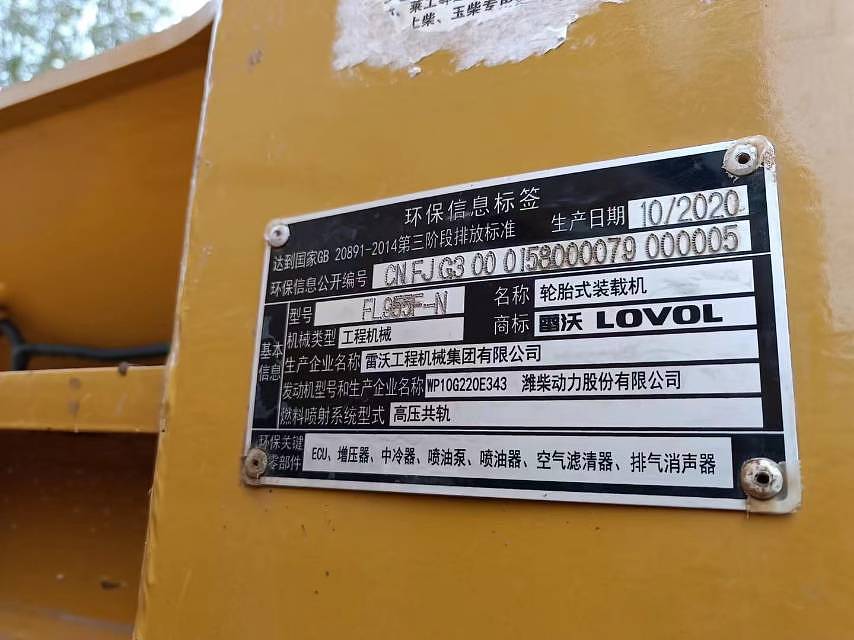 上柴、玉柴专
环保信息标签
达到国家GB 20891-2014第三阶段排放标准 生产日期 10/2020
环保信息公开编号 CN FJ G3 00 0158000079 000005
基本信息
型号 FL955F-N 名称 轮胎式装载机
机械类型 工程机械 商标 雷沃 LOVOL
生产企业名称 雷沃工程机械集团有限公司
发动机型号和生产企业名称 WP10G220E343 潍柴动力股份有限公司
燃料喷射系统型式 高压共轨
环保关键零部件 ECU、增压器、中冷器、喷油泵、喷油器、空气滤清器、排气消声器